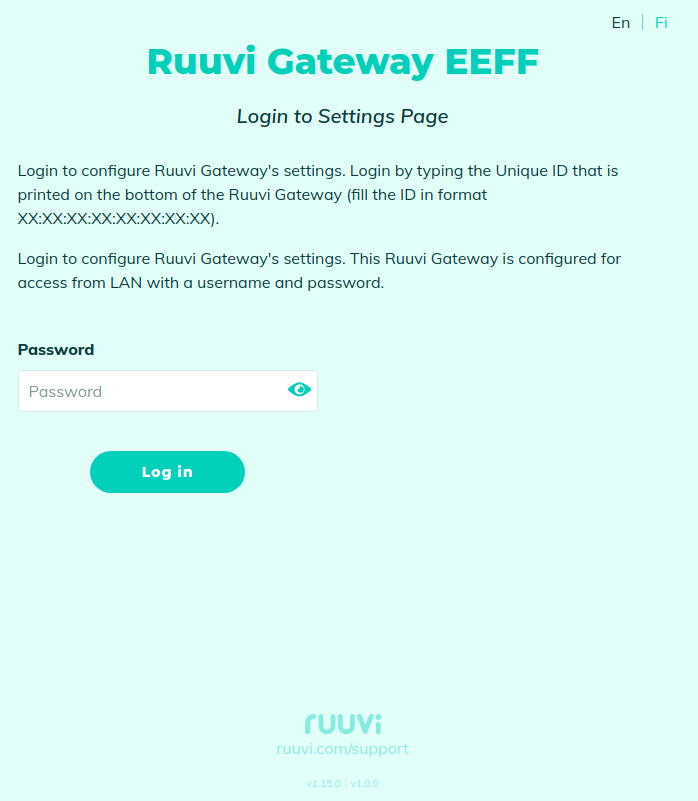 En | Fi
Ruuvi Gateway EEFF
Login to Settings Page
Login to configure Ruuvi Gateway's settings. Login by typing the Unique ID that is
printed on the bottom of the Ruuvi Gateway (fill the ID in format
XX:XX:XX:XX:XX:XX:XX:XX).
Login to configure Ruuvi Gateway's settings. This Ruuvi Gateway is configured for
access from LAN with a username and password.
Password
Password
Log in
ruuvi
ruuvi.com/support
v1.15.0 | v1.0.0